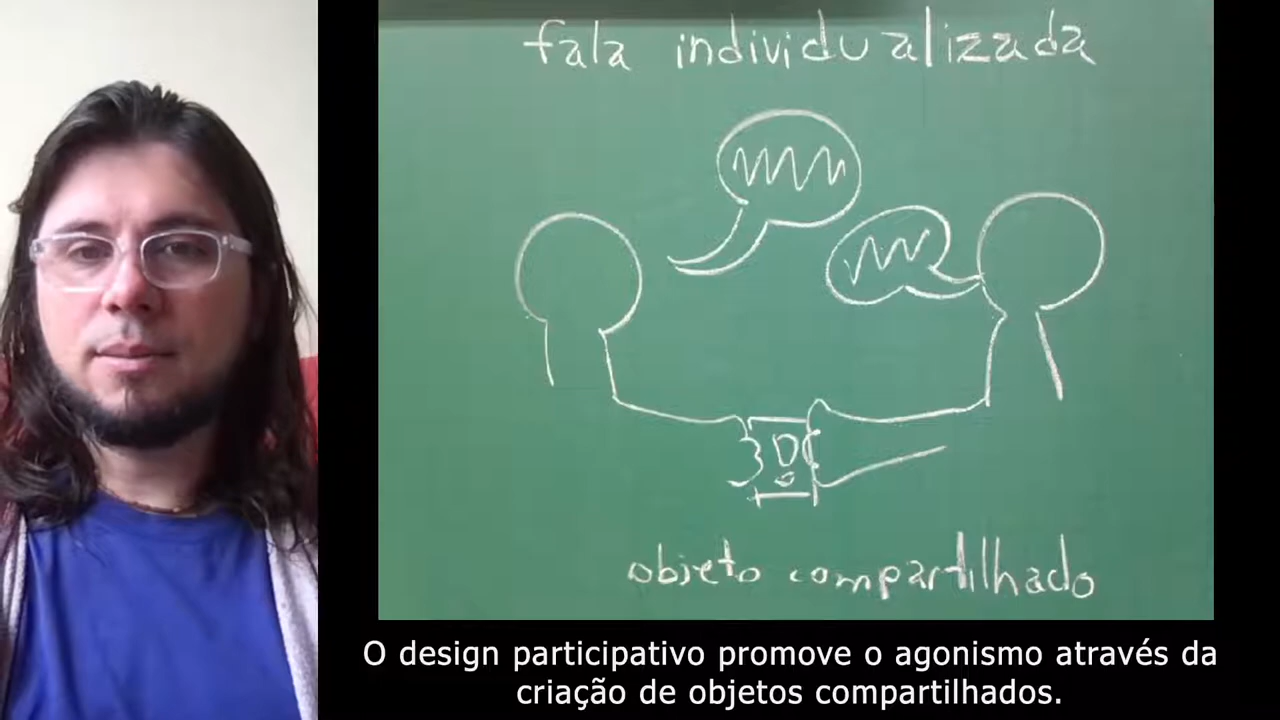 fala individualizada
objeto compartilhado
O design participativo promove o agonismo através da
criação de objetos compartilhados.